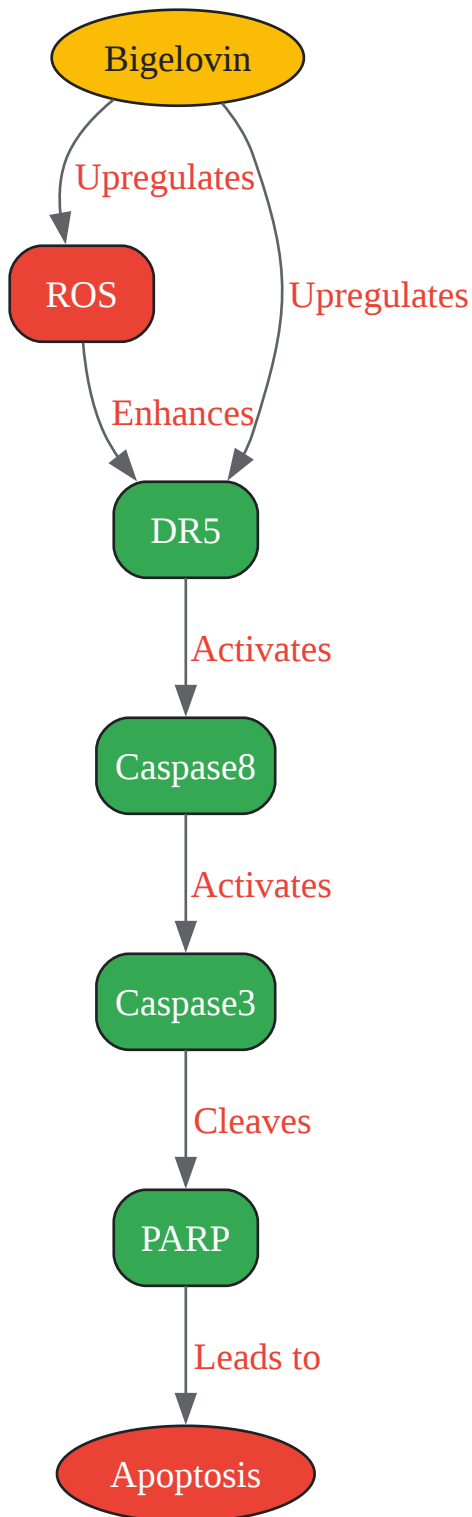 Bigelovin
Upregulates
ROS
Upregulates
Enhances
DR5
Activates
Caspase8
Activates
Caspase3
Cleaves
PARP
Leads to
Apoptosis